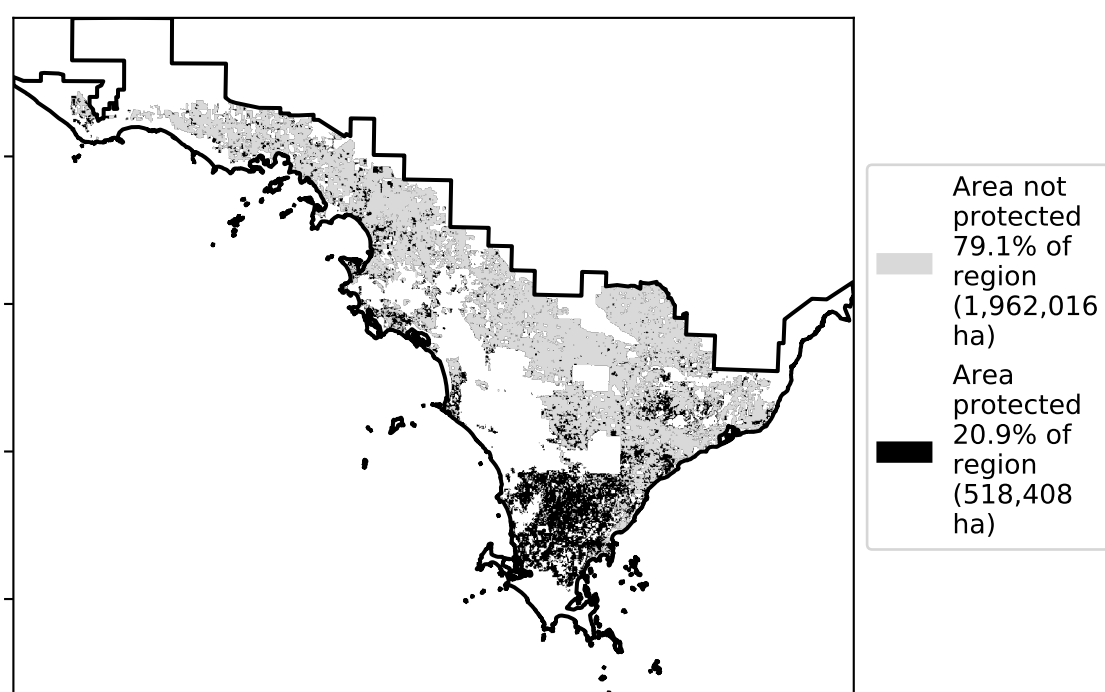 Area not
protected
79.1% of
region
(1,962,016
ha)
Area
protected
20.9% of
region
(518,408
ha)